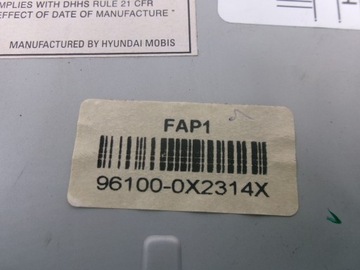 MPLIES WITH DHHS RULE 21 CFR
EFFECT OF DATE OF MANUFACTURE "
MANUFACTURED BY HYUNDAI MOBIS
FAP1
96100-0X2314X